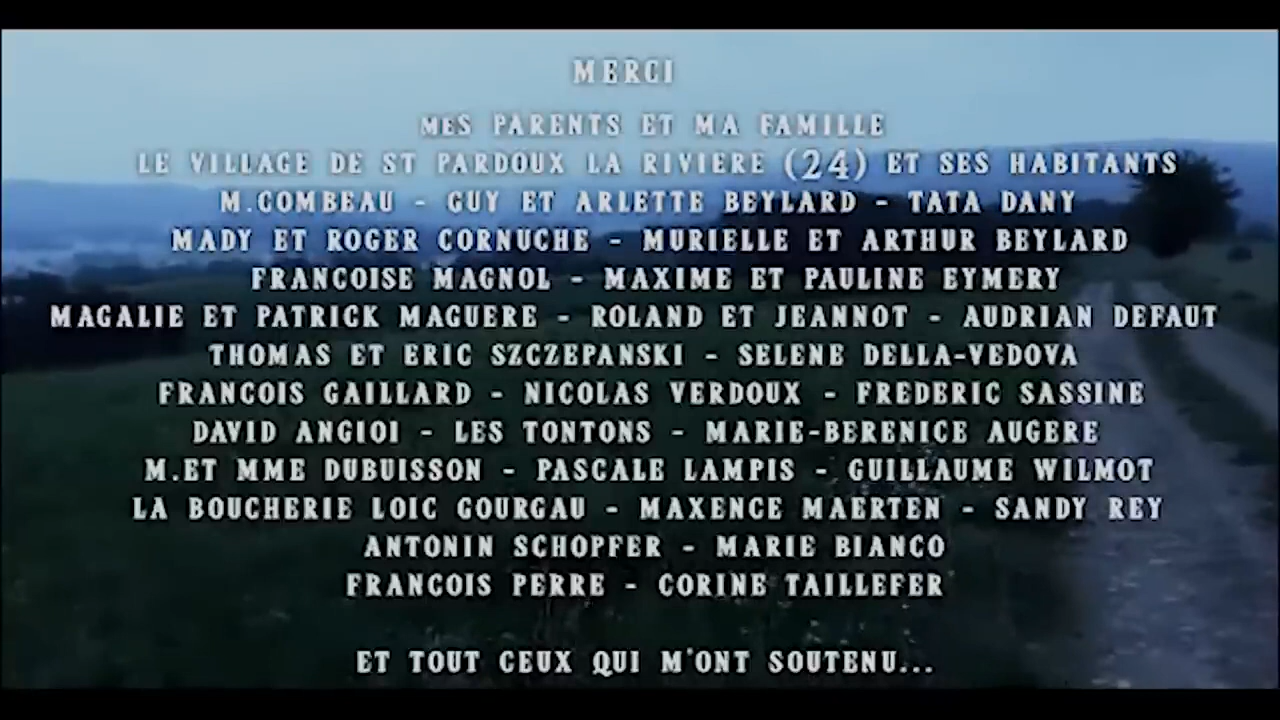 MERCI
MES PARENTS ET MA FAMILLE
LE VILLAGE DE ST PARDOUX LA RIVIERE (24) ET SES HABITANTS
M.COMBEAU - GUY ET ARLETTE BEYLARD - TATA DANY
MADY ET ROGER CORNUCHE - MURIELLE ET ARTHUR BEYLARD
FRANCOISE MAGNOL - MAXIME ET PAULINE EYMERY
MAGALIE ET PATRICK MAGUERE - ROLAND ET JEANNOT - AUDRIAN DEFAUT
THOMAS ET ERIC SZCZEPANSKI - SELENE DELLA-VEDOVA
FRANCOIS GAILLARD - NICOLAS VERDOUX - FREDERIC SASSINE
DAVID ANGIOI - LES TONTONS - MARIE-BERENICE AUGERE
M.ET MME DUBUISSON - PASCALE LAMPIS - GUILLAUME WILMOT
LA BOUCHERIE LOIC GOURGAU - MAXENCE MAERTEN - SANDY REY
ANTONIN SCHOPFER - MARIE BIANCO
FRANCOIS PERRE - CORINE TAILLEFER
ET TOUT CEUX QUI M'ONT SOUTENU...